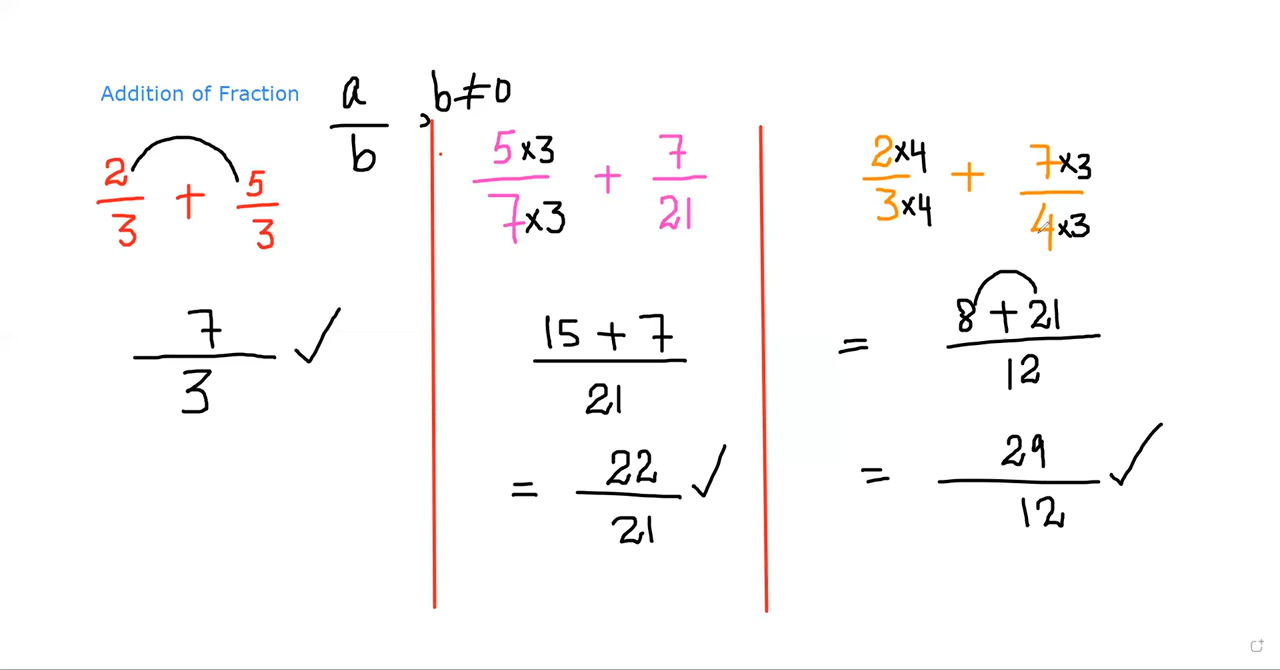 Addition of Fraction
a/b , b≠0
2/3 + 5/3
7/3 ✓
5×3/7×3 + 7/21
15 + 7/21
= 22/21 ✓
2×4/3×4 + 7×3/4×3
= 8 + 21/12
= 29/12 ✓